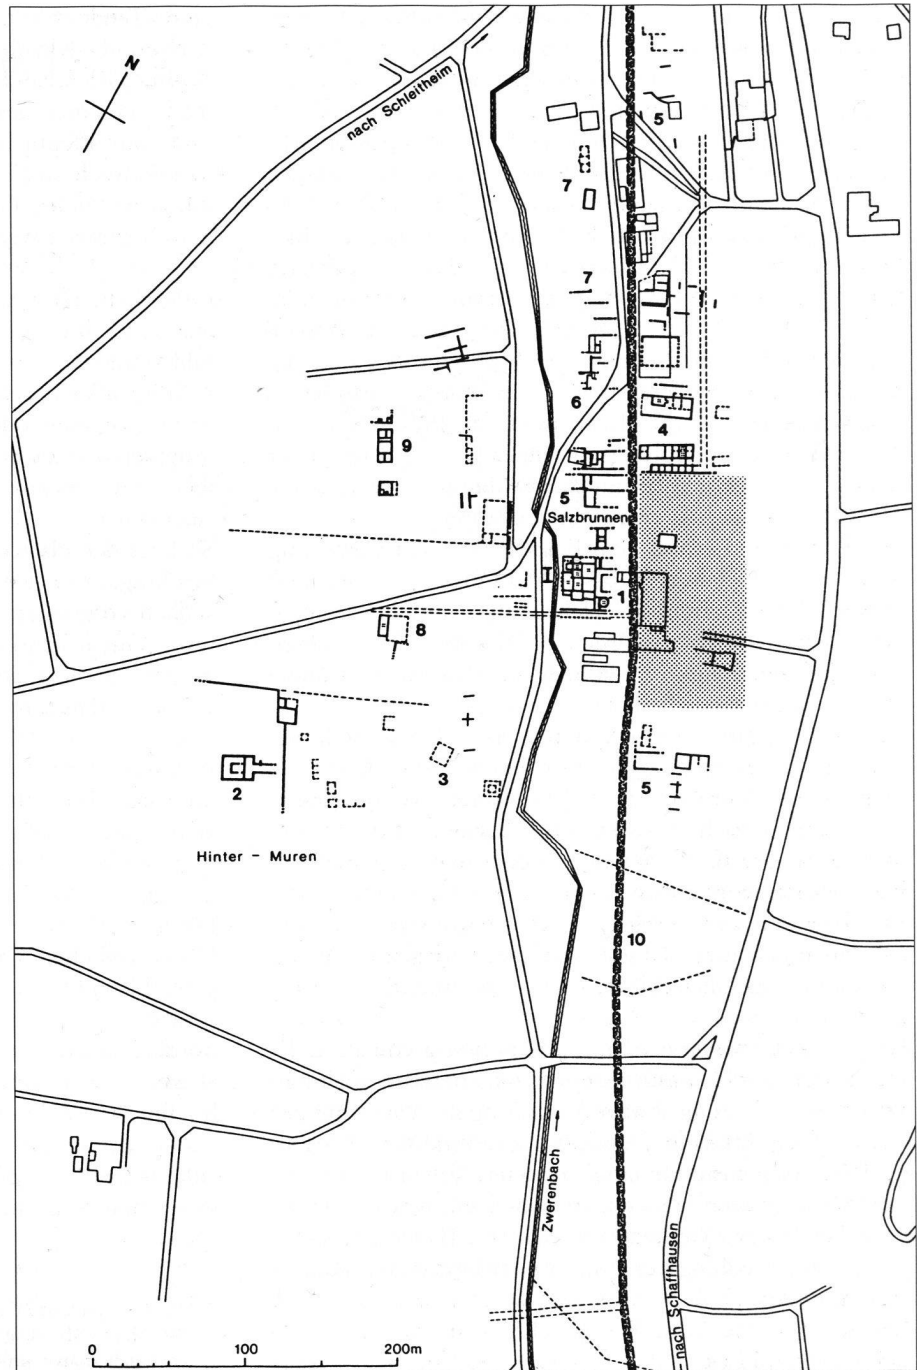 N
nach Schleitheim
5
7
7
6
4
9
5
Salzbrunnen
1
8
2
3
5
Hinter - Muren
10
Zwerenbach
nach Schaffhausen
0 100 200m